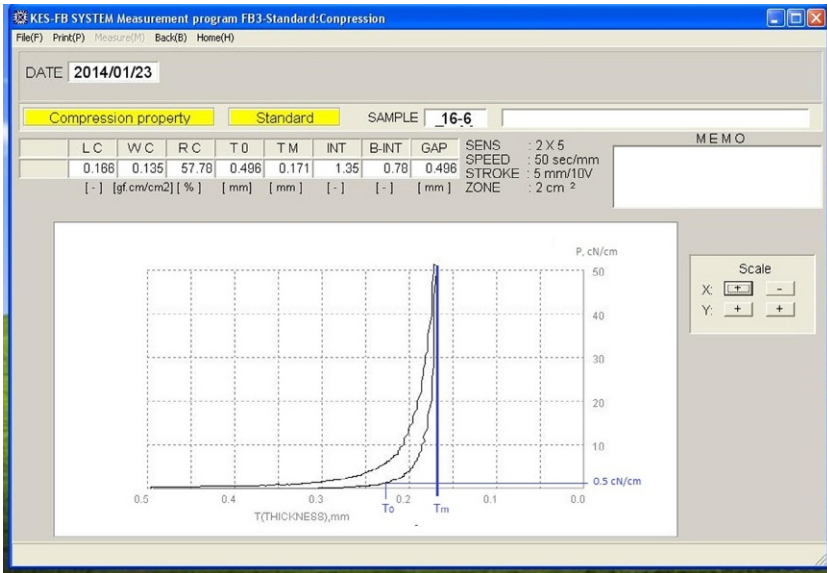 KES-FB SYSTEM Measurement program FB3-Standard:Conpression
File(F) Print(P) Measure(M) Back(B) Home(H)
DATE 2014/01/23
Compression property Standard SAMPLE _16-6
LC WC RC T0 TM INT B-INT GAP
0.166 0.135 57.78 0.496 0.171 1.35 0.78 0.496
[-] [gf.cm/cm2] [ % ] [ mm] [ mm ] [-] [-] [ mm ]
SENS : 2 X 5
SPEED : 50 sec/mm
STROKE : 5 mm/10V
ZONE : 2 cm ²
MEMO
P, cN/cm
50
40
30
20
10
0.5 cN/cm
0.5 0.4 0.3 0.2 0.1 0.0
To Tm
T(THICKNESS),mm
Scale
X: + -
Y: + +